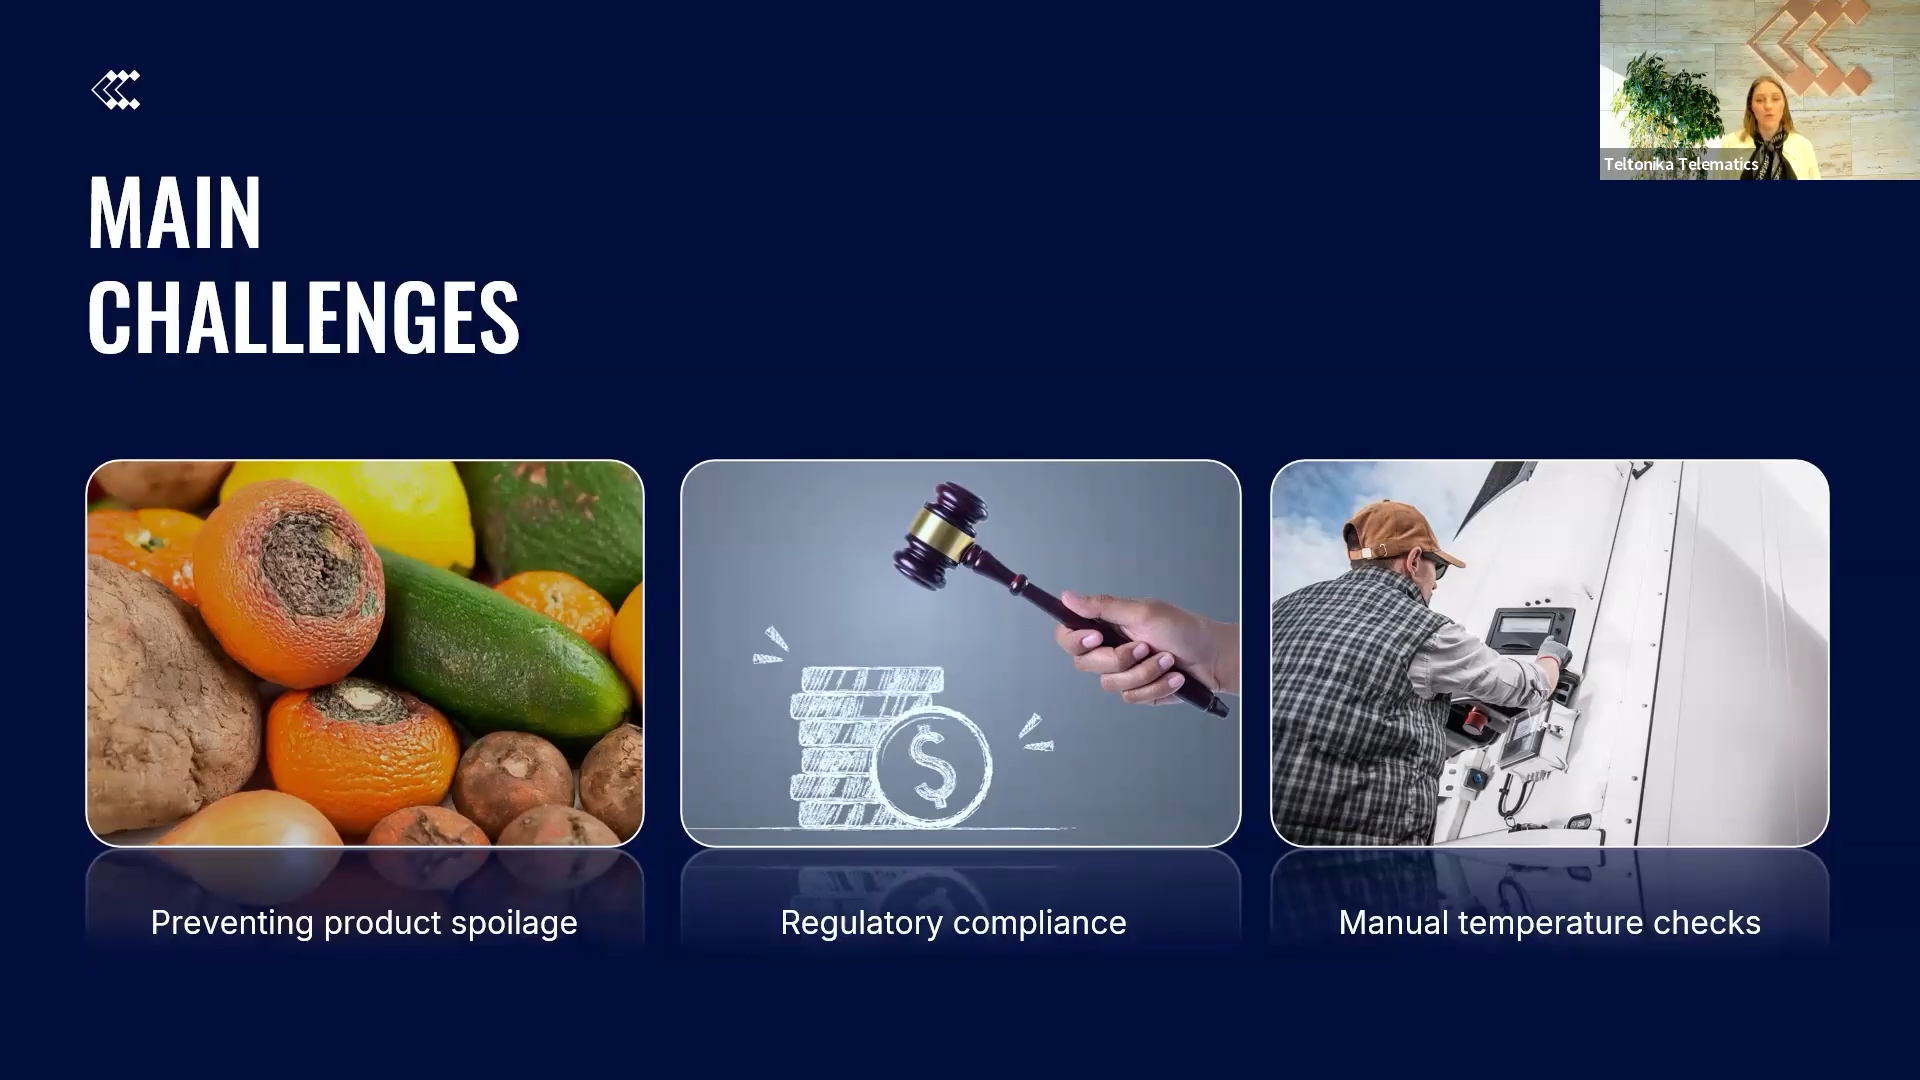 Teltonika Telematics
MAIN
CHALLENGES
Preventing product spoilage
Regulatory compliance
Manual temperature checks